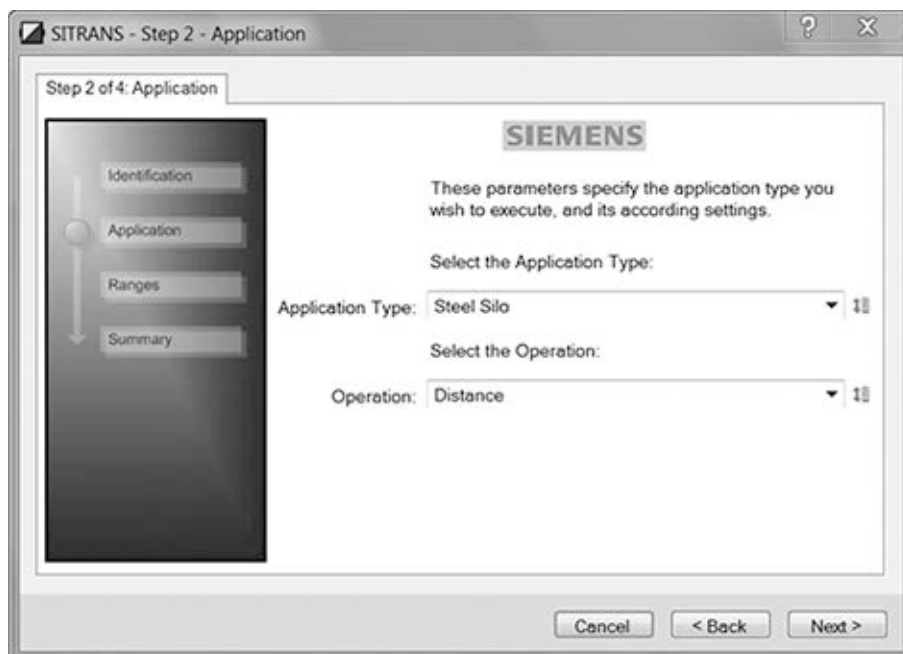 SITRANS - Step 2 - Application
Step 2 of 4: Application
Identification
Application
Ranges
Summary
SIEMENS
These parameters specify the application type you
wish to execute, and its according settings.
Select the Application Type:
Application Type: Steel Silo
Select the Operation:
Operation: Distance
Cancel
< Back
Next >